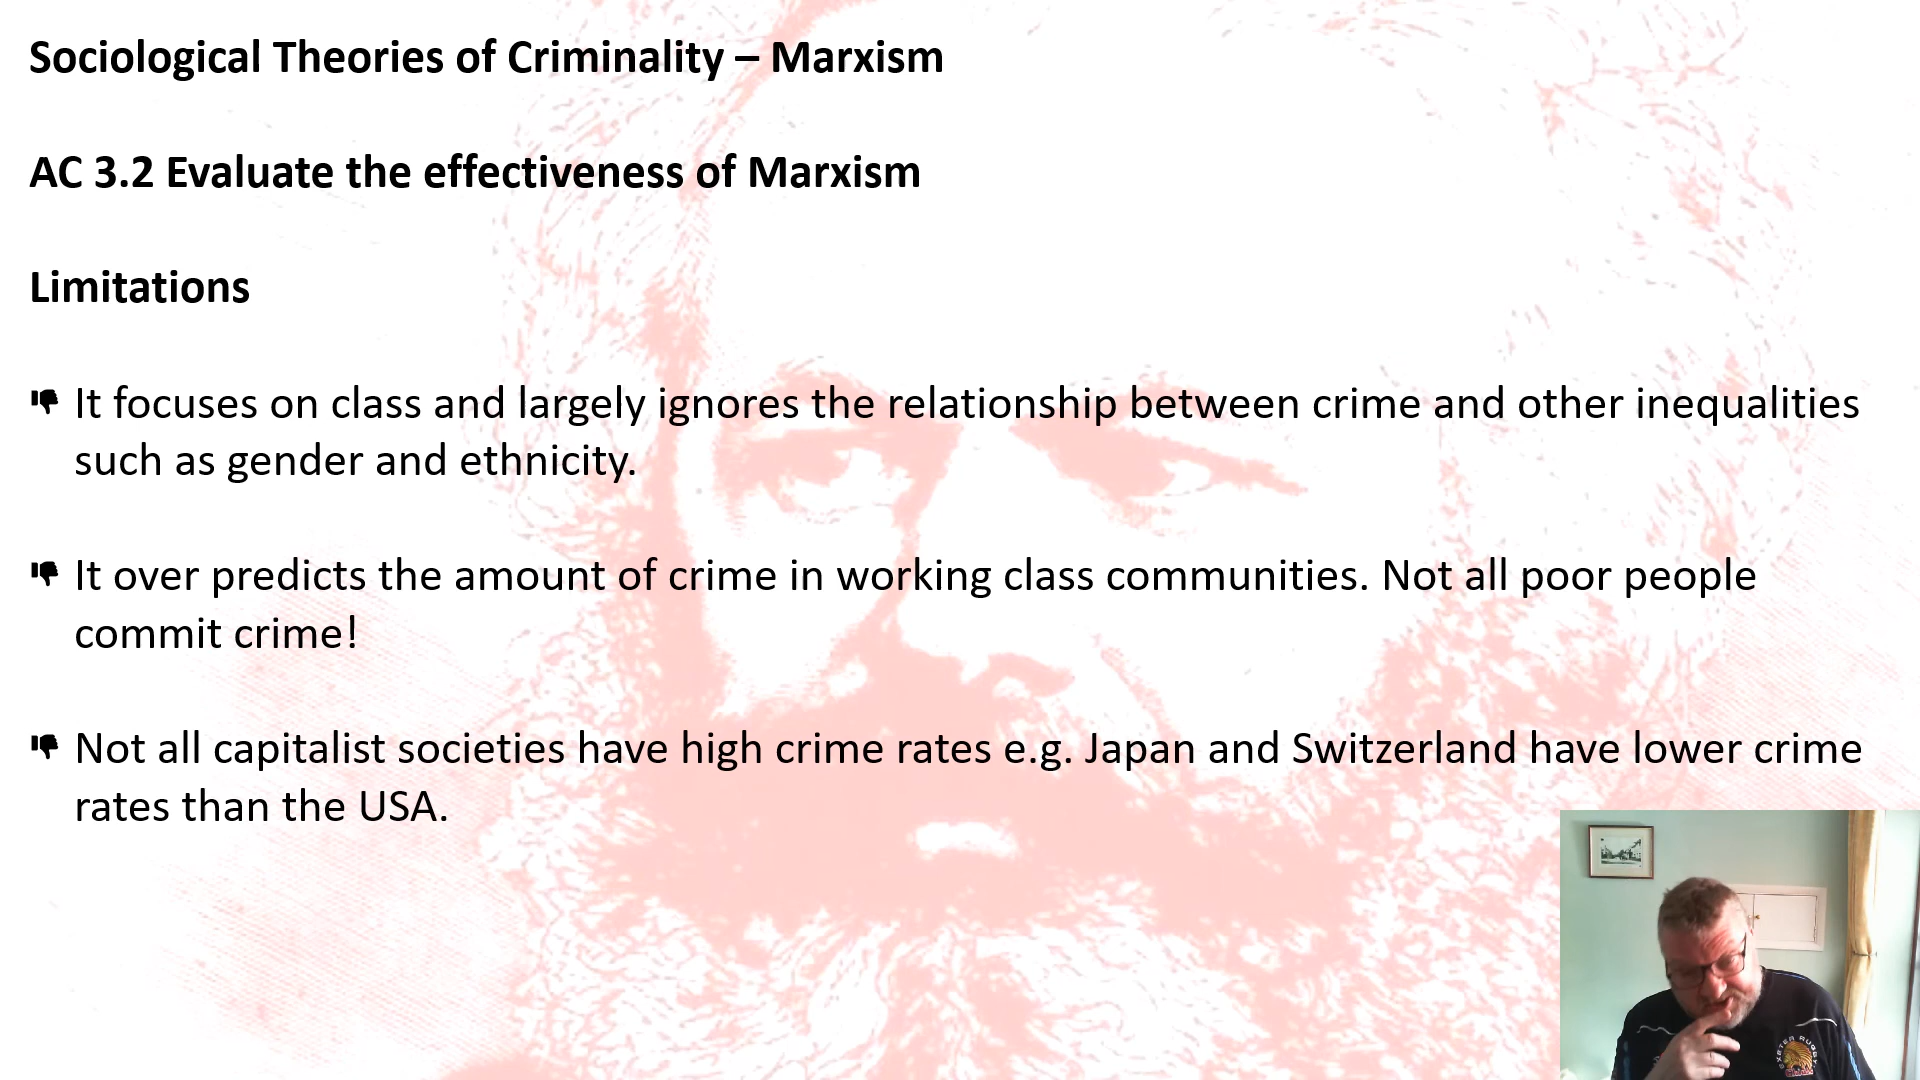 Sociological Theories of Criminality – Marxism
AC 3.2 Evaluate the effectiveness of Marxism
Limitations
It focuses on class and largely ignores the relationship between crime and other inequalities
such as gender and ethnicity.
It over predicts the amount of crime in working class communities. Not all poor people
commit crime!
Not all capitalist societies have high crime rates e.g. Japan and Switzerland have lower crime
rates than the USA.
EXETER RUGBY